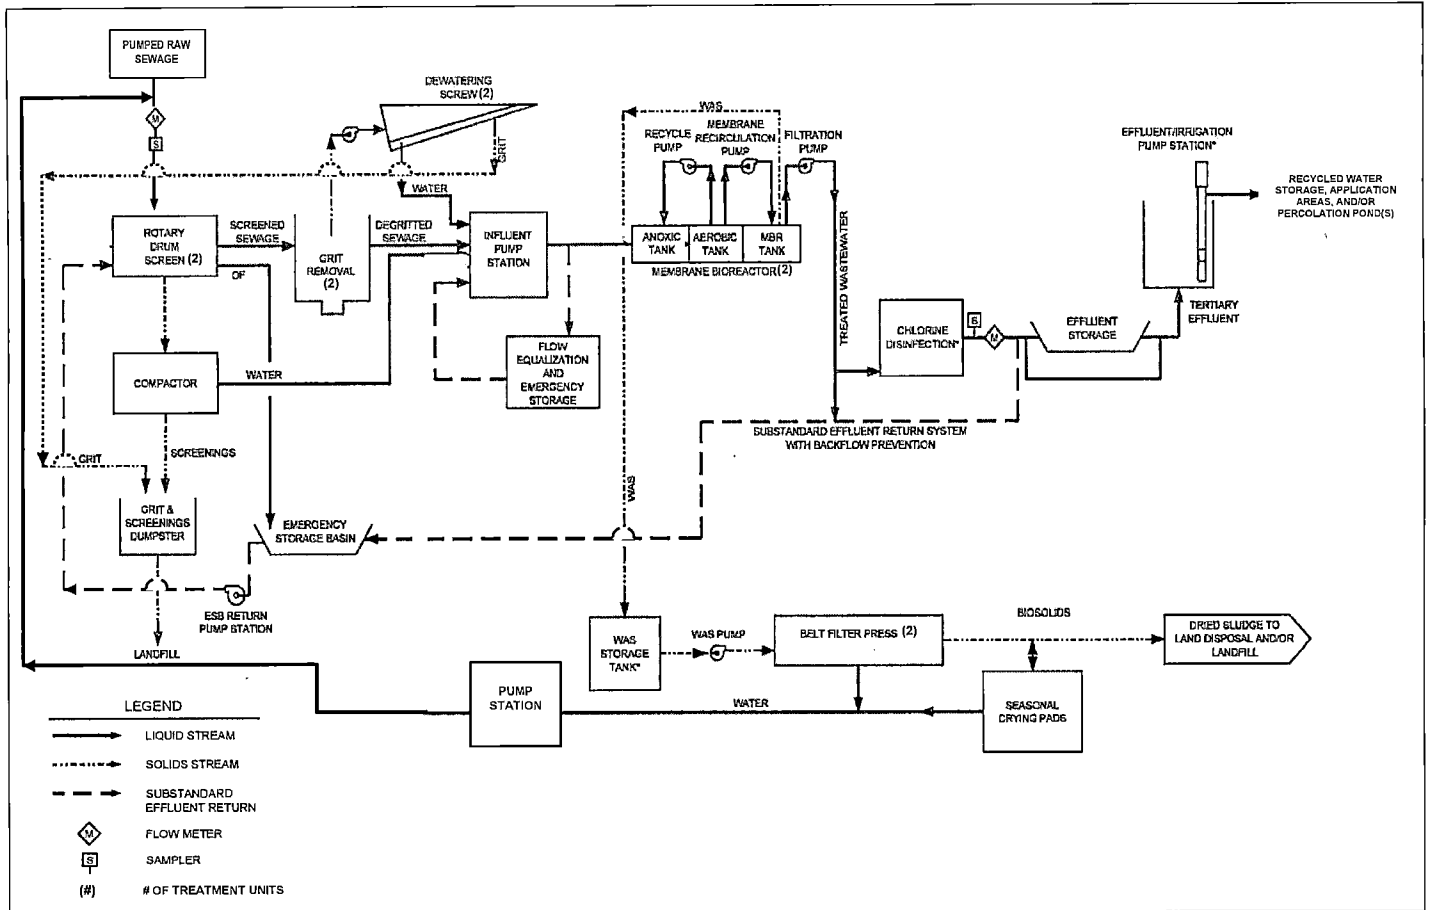 PUMPED RAW
SEWAGE
M
S
DEWATERING
SCREW (2)
GRIT
WATER
ROTARY
DRUM
SCREEN (2)
SCREENED
SEWAGE
OF
GRIT
REMOVAL
(2)
DEGRITTED
SEWAGE
INFLUENT
PUMP
STATION
WAS
RECYCLE
PUMP
MEMBRANE
RECIRCULATION
PUMP
FILTRATION
PUMP
ANOXIC
TANK
AEROBIC
TANK
MBR
TANK
MEMBRANE BIOREACTOR (2)
TREATED WASTEWATER
EFFLUENT/IRRIGATION
PUMP STATION*
RECYCLED WATER
STORAGE, APPLICATION
AREAS, AND/OR
PERCOLATION POND(S)
CHLORINE
DISINFECTION*
S
M
EFFLUENT
STORAGE
TERTIARY
EFFLUENT
COMPACTOR
WATER
FLOW
EQUALIZATION
AND
EMERGENCY
STORAGE
SUBSTANDARD EFFLUENT RETURN SYSTEM
WITH BACKFLOW PREVENTION
GRIT
SCREENINGS
WAS
GRIT &
SCREENINGS
DUMPSTER
EMERGENCY
STORAGE BASIN
ESB RETURN
PUMP STATION
LANDFILL
WAS
STORAGE
TANK*
WAS PUMP
BELT FILTER PRESS (2)
BIOSOLIDS
DRIED SLUDGE TO
LAND DISPOSAL AND/OR
LANDFILL
PUMP
STATION
WATER
SEASONAL
DRYING PADS
LEGEND
LIQUID STREAM
SOLIDS STREAM
SUBSTANDARD
EFFLUENT RETURN
M
FLOW METER
S
SAMPLER
(#)
# OF TREATMENT UNITS